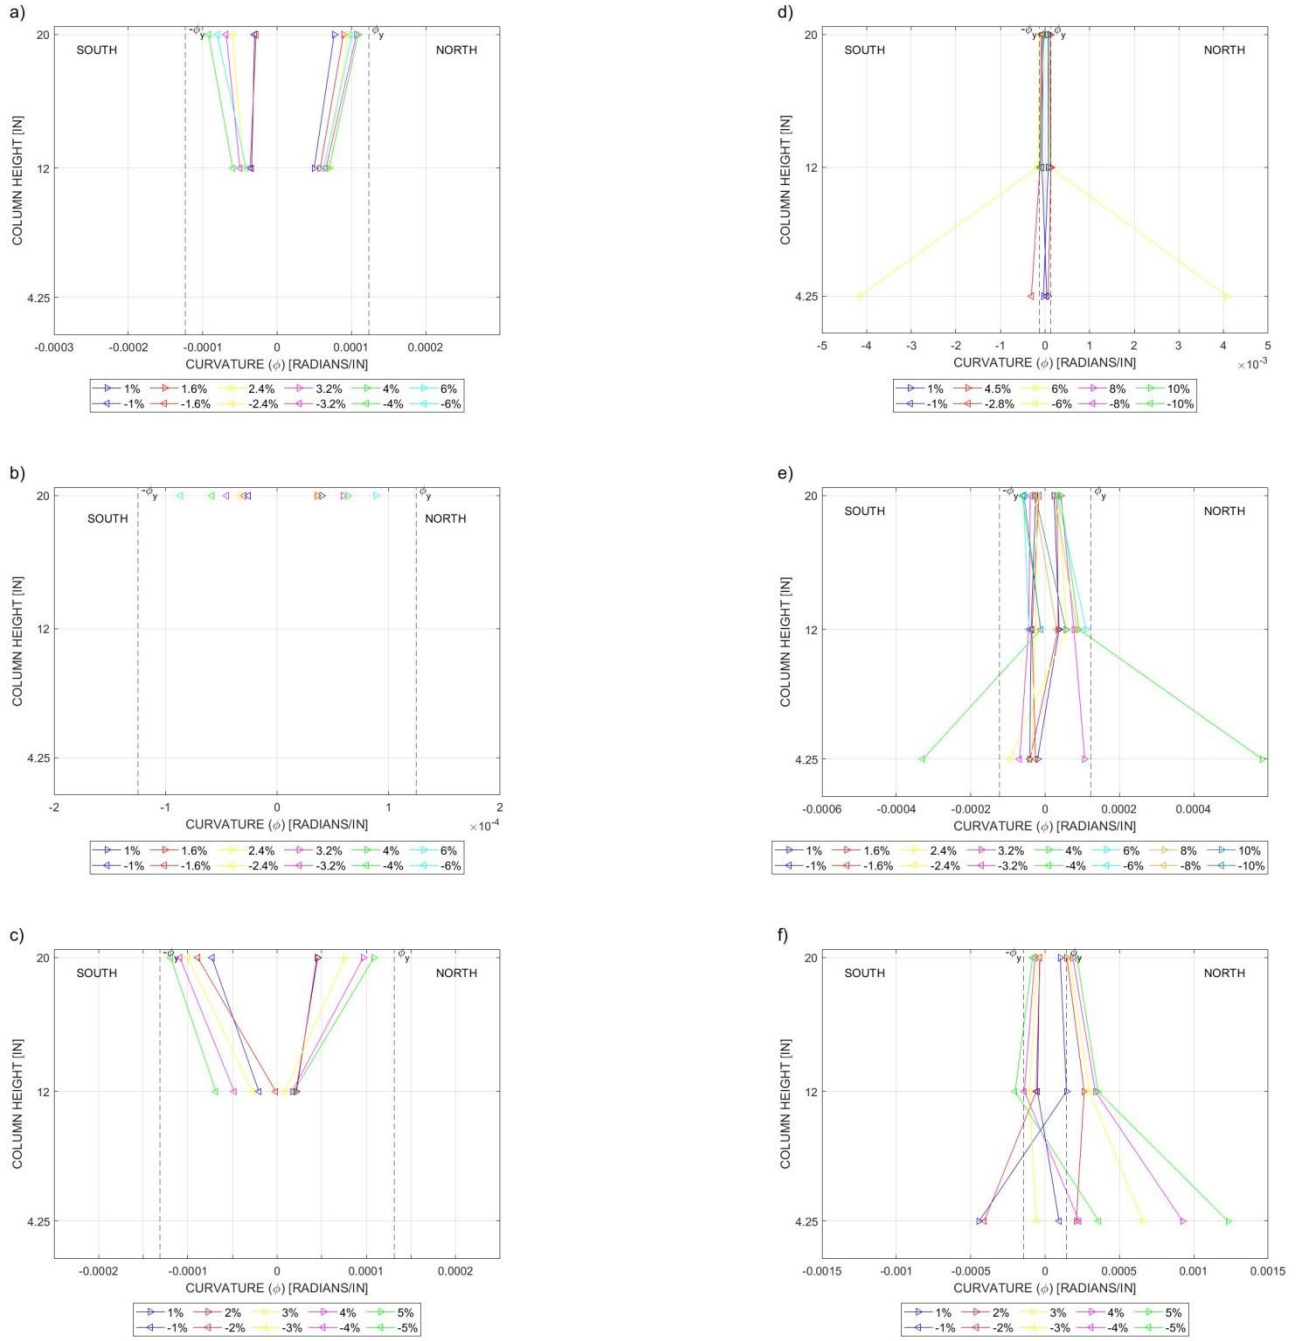 a)
20
SOUTH
-ϕy
ϕy
NORTH
COLUMN HEIGHT [IN]
12
4.25
-0.0003 -0.0002 -0.0001 0 0.0001 0.0002
CURVATURE (ϕ) [RADIANS/IN]
1% 1.6% 2.4% 3.2% 4% 6%
-1% -1.6% -2.4% -3.2% -4% -6%
d)
20
SOUTH
-ϕy
ϕy
NORTH
COLUMN HEIGHT [IN]
12
4.25
-5 -4 -3 -2 -1 0 1 2 3 4 5
CURVATURE (ϕ) [RADIANS/IN]
×10-3
1% 4.5% 6% 8% 10%
-1% -2.8% -6% -8% -10%
b)
20
-ϕy
ϕy
SOUTH
NORTH
COLUMN HEIGHT [IN]
12
4.25
-2 -1 0 1 2
CURVATURE (ϕ) [RADIANS/IN]
×10-4
1% 1.6% 2.4% 3.2% 4% 6%
-1% -1.6% -2.4% -3.2% -4% -6%
e)
20
-ϕy
ϕy
SOUTH
NORTH
COLUMN HEIGHT [IN]
12
4.25
-0.0006 -0.0004 -0.0002 0 0.0002 0.0004
CURVATURE (ϕ) [RADIANS/IN]
1% 1.6% 2.4% 3.2% 4% 6% 8% 10%
-1% -1.6% -2.4% -3.2% -4% -6% -8% -10%
c)
20
-ϕy
ϕy
SOUTH
NORTH
COLUMN HEIGHT [IN]
12
4.25
-0.0002 -0.0001 0 0.0001 0.0002
CURVATURE (ϕ) [RADIANS/IN]
1% 2% 3% 4% 5%
-1% -2% -3% -4% -5%
f)
20
-ϕy
ϕy
SOUTH
NORTH
COLUMN HEIGHT [IN]
12
4.25
-0.0015 -0.001 -0.0005 0 0.0005 0.001 0.0015
CURVATURE (ϕ) [RADIANS/IN]
1% 2% 3% 4% 5%
-1% -2% -3% -4% -5%